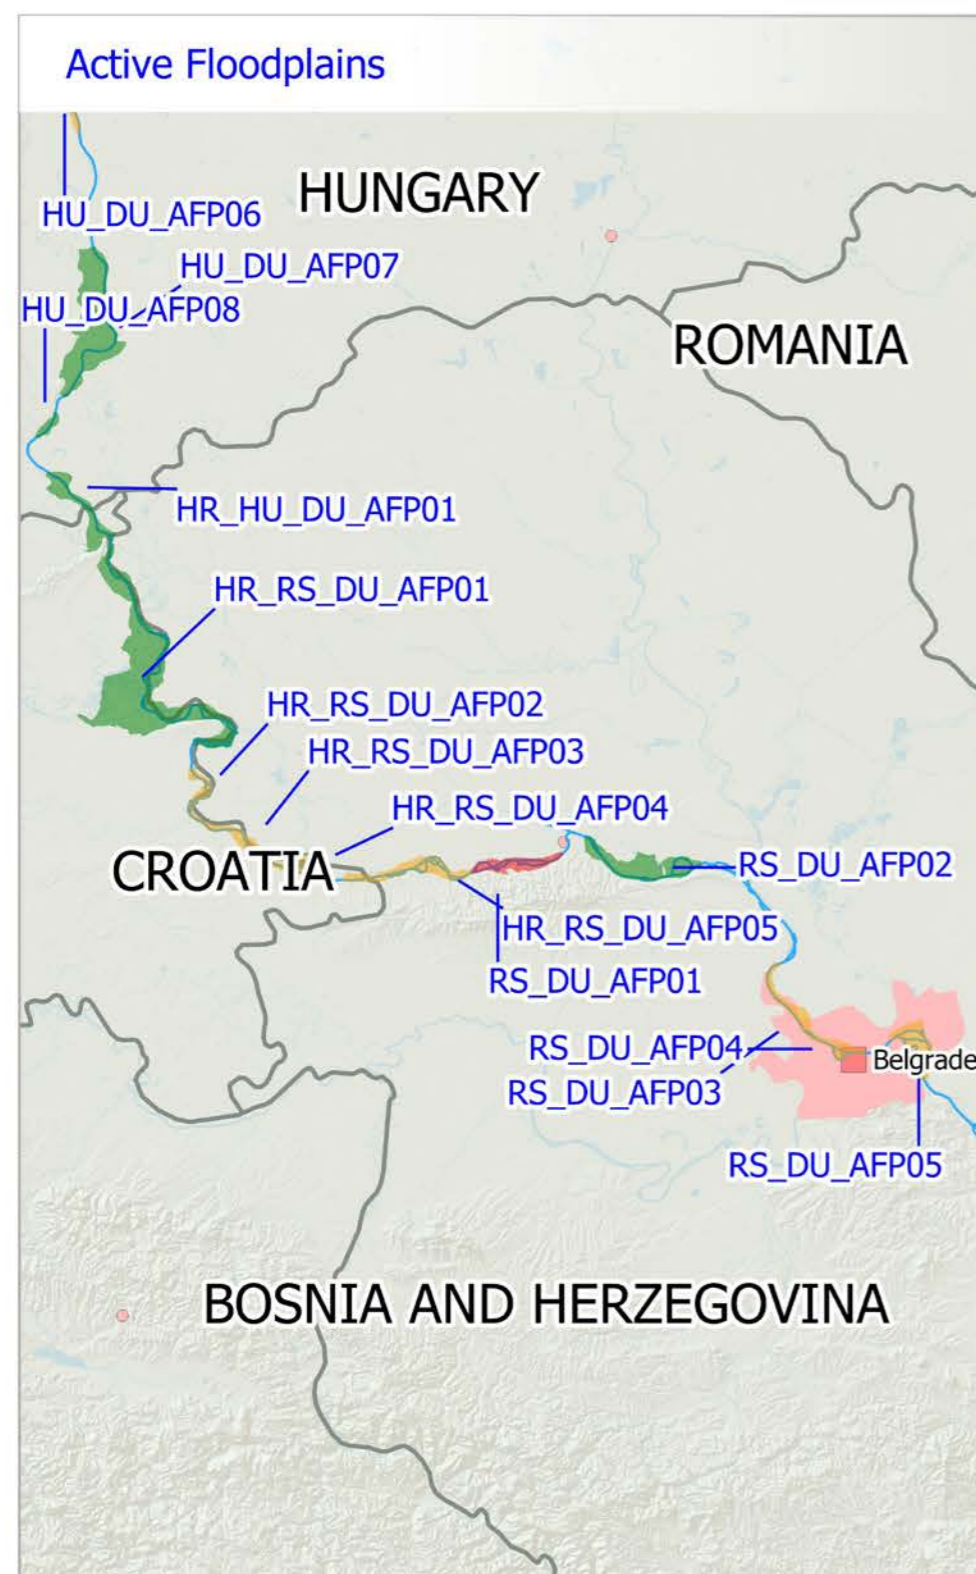 Active Floodplains
HUNGARY
HU_DU_AFP06
HU_DU_AFP07
HU_DU_AFP08
ROMANIA
HR_HU_DU_AFP01
HR_RS_DU_AFP01
HR_RS_DU_AFP02
HR_RS_DU_AFP03
HR_RS_DU_AFP04
CROATIA
RS_DU_AFP02
HR_RS_DU_AFP05
RS_DU_AFP01
RS_DU_AFP04
Belgrade
RS_DU_AFP03
RS_DU_AFP05
BOSNIA AND HERZEGOVINA